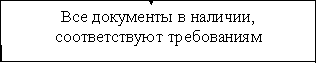 Все документы в наличии,
соответствуют требованиям